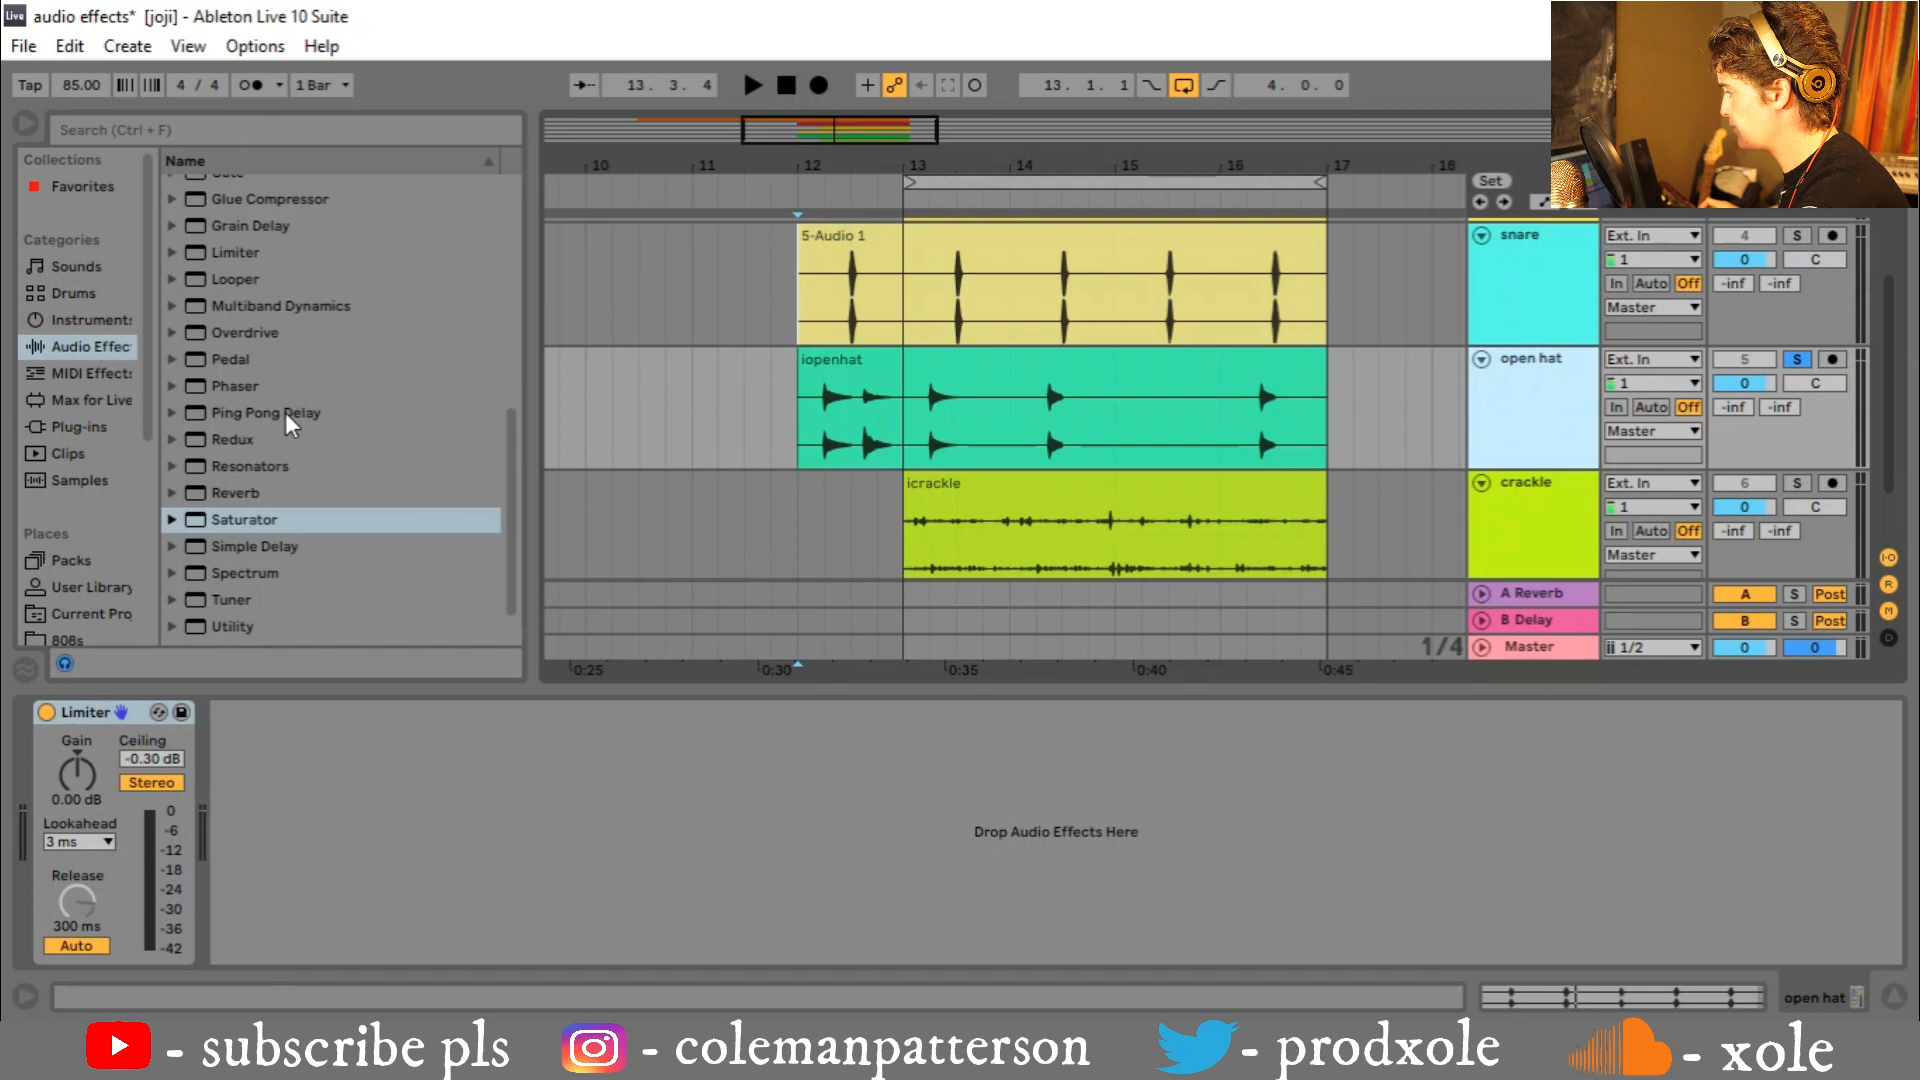 Live audio effects* [joji] - Ableton Live 10 Suite
File Edit Create View Options Help
Tap 85.00 4 / 4 1 Bar 13. 3. 4 13. 1. 1 4. 0. 0
Search (Ctrl + F)
Collections
Favorites
Categories
Sounds
Drums
Instruments
Audio Effec
MIDI Effects
Max for Live
Plug-ins
Clips
Samples
Places
Packs
User Library
Current Pro
808s
Name
Glue Compressor
Grain Delay
Limiter
Looper
Multiband Dynamics
Overdrive
Pedal
Phaser
Ping Pong Delay
Redux
Resonators
Reverb
Saturator
Simple Delay
Spectrum
Tuner
Utility
10 11 12 13 14 15 16 17 18
Set
5-Audio 1
iopenhat
icrackle
0:25 0:30 0:35 0:40 0:45
1/4
snare Ext. In 4 S
1 0 C
In Auto Off -inf -inf
Master
open hat Ext. In 5 S
1 0 C
In Auto Off -inf -inf
Master
crackle Ext. In 6 S
1 0 C
In Auto Off -inf -inf
Master
A Reverb A S Post
B Delay B S Post
Master 1/2 0 0
I·O
R
M
D
Limiter
Gain Ceiling
-0.30 dB
Stereo
0.00 dB
Lookahead
3 ms
Release
300 ms
Auto
0
-6
-12
-18
-24
-30
-36
-42
Drop Audio Effects Here
open hat
- subscribe pls - colemanpatterson - prodxole - xole